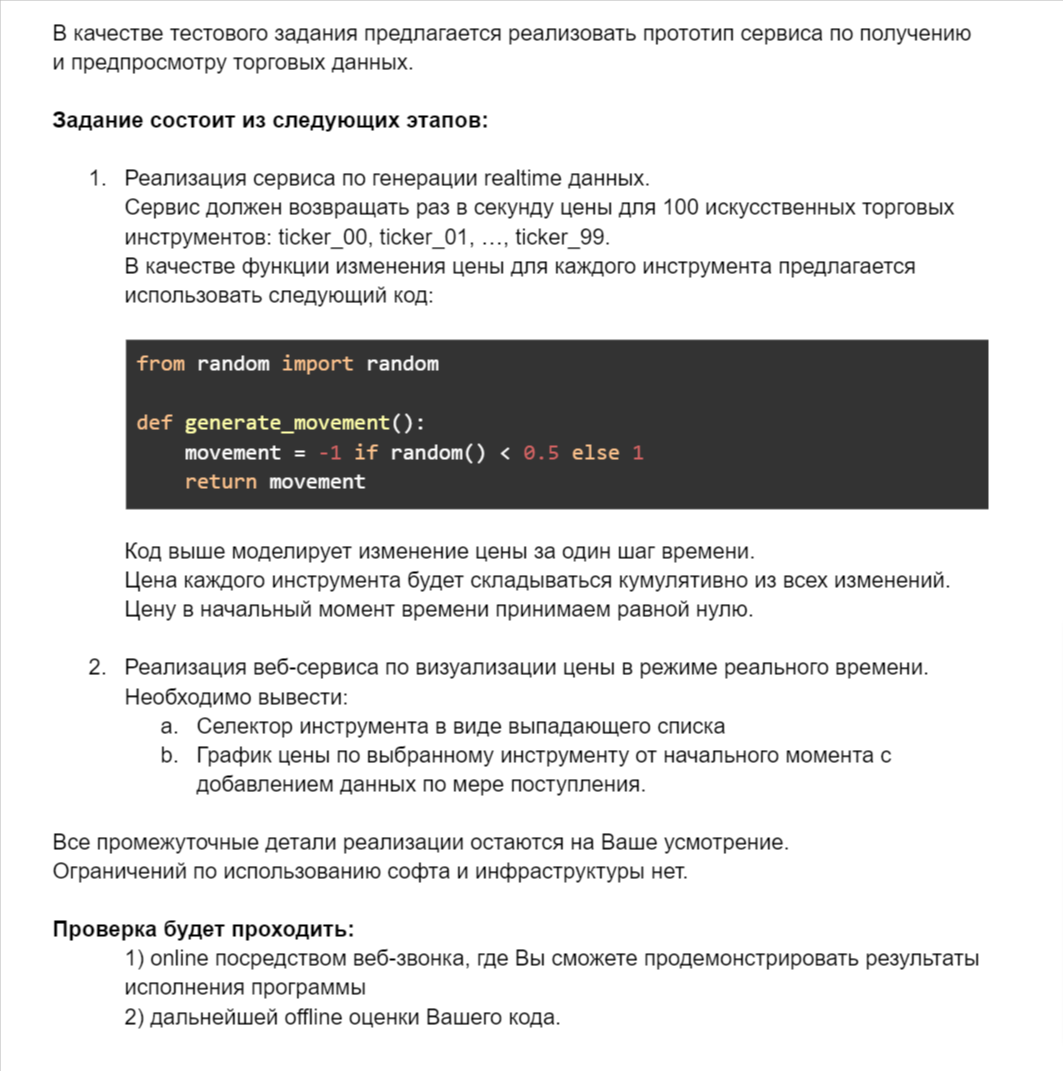 В качестве тестового задания предлагается реализовать прототип сервиса по получению
и предпросмотру торговых данных.
Задание состоит из следующих этапов:
1. Реализация сервиса по генерации realtime данных.
Сервис должен возвращать раз в секунду цены для 100 искусственных торговых
инструментов: ticker_00, ticker_01, …, ticker_99.
В качестве функции изменения цены для каждого инструмента предлагается
использовать следующий код:
from random import random
def generate_movement():
    movement = -1 if random() < 0.5 else 1
    return movement
Код выше моделирует изменение цены за один шаг времени.
Цена каждого инструмента будет складываться кумулятивно из всех изменений.
Цену в начальный момент времени принимаем равной нулю.
2. Реализация веб-сервиса по визуализации цены в режиме реального времени.
Необходимо вывести:
a. Селектор инструмента в виде выпадающего списка
b. График цены по выбранному инструменту от начального момента с
добавлением данных по мере поступления.
Все промежуточные детали реализации остаются на Ваше усмотрение.
Ограничений по использованию софта и инфраструктуры нет.
Проверка будет проходить:
1) online посредством веб-звонка, где Вы сможете продемонстрировать результаты
исполнения программы
2) дальнейшей offline оценки Вашего кода.